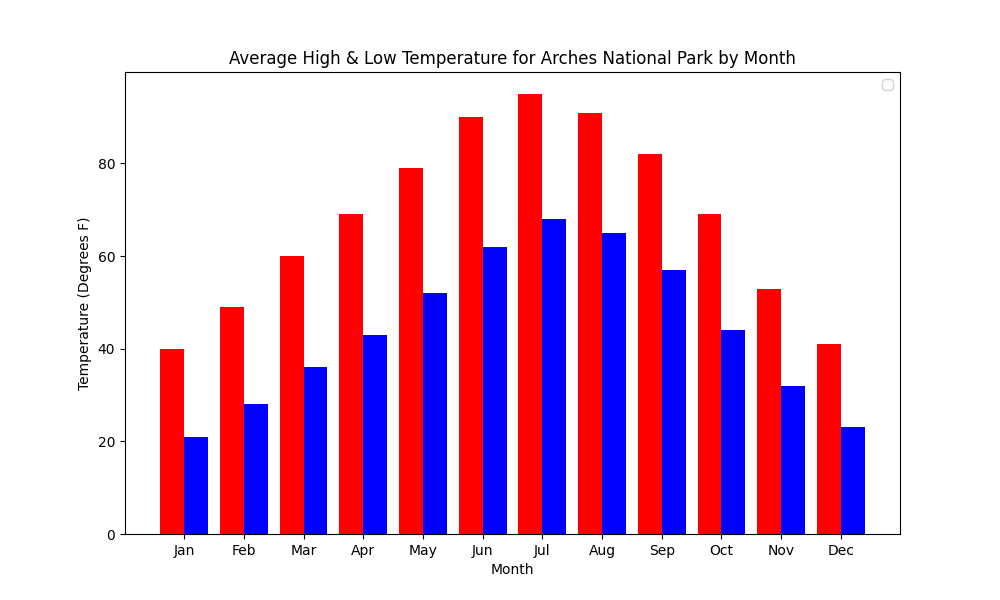 Average High & Low Temperature for Arches National Park by Month
Temperature (Degrees F)
80
60
40
20
0
Jan Feb Mar Apr May Jun Jul Aug Sep Oct Nov Dec
Month